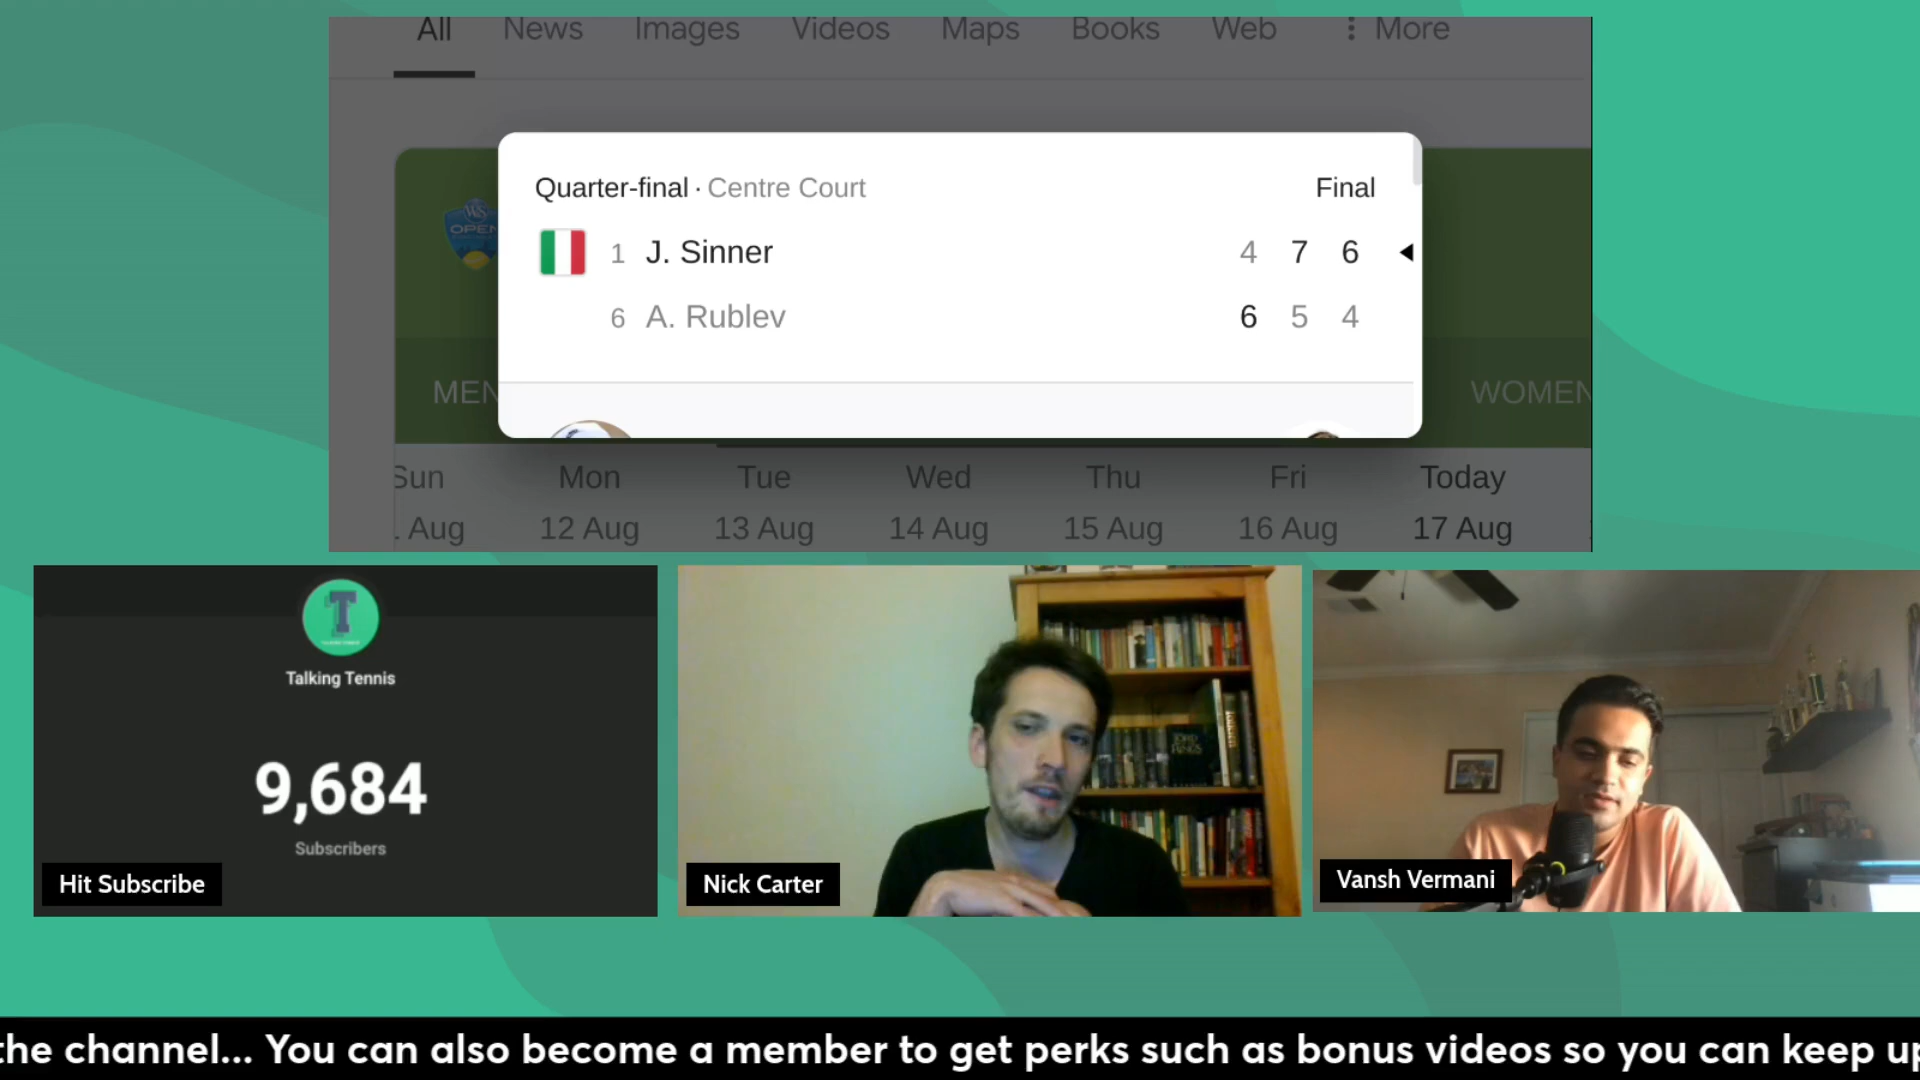 All News Images Videos Maps Books Web More
Quarter-final · Centre Court Final
1 J. Sinner 4 7 6
6 A. Rublev 6 5 4
W&S
OPEN
MEN
WOMEN
Sun Mon Tue Wed Thu Fri Today
Aug 12 Aug 13 Aug 14 Aug 15 Aug 16 Aug 17 Aug
T
Talking Tennis
9,684
Subscribers
Hit Subscribe
Nick Carter
Vansh Vermani
the channel... You can also become a member to get perks such as bonus videos so you can keep up